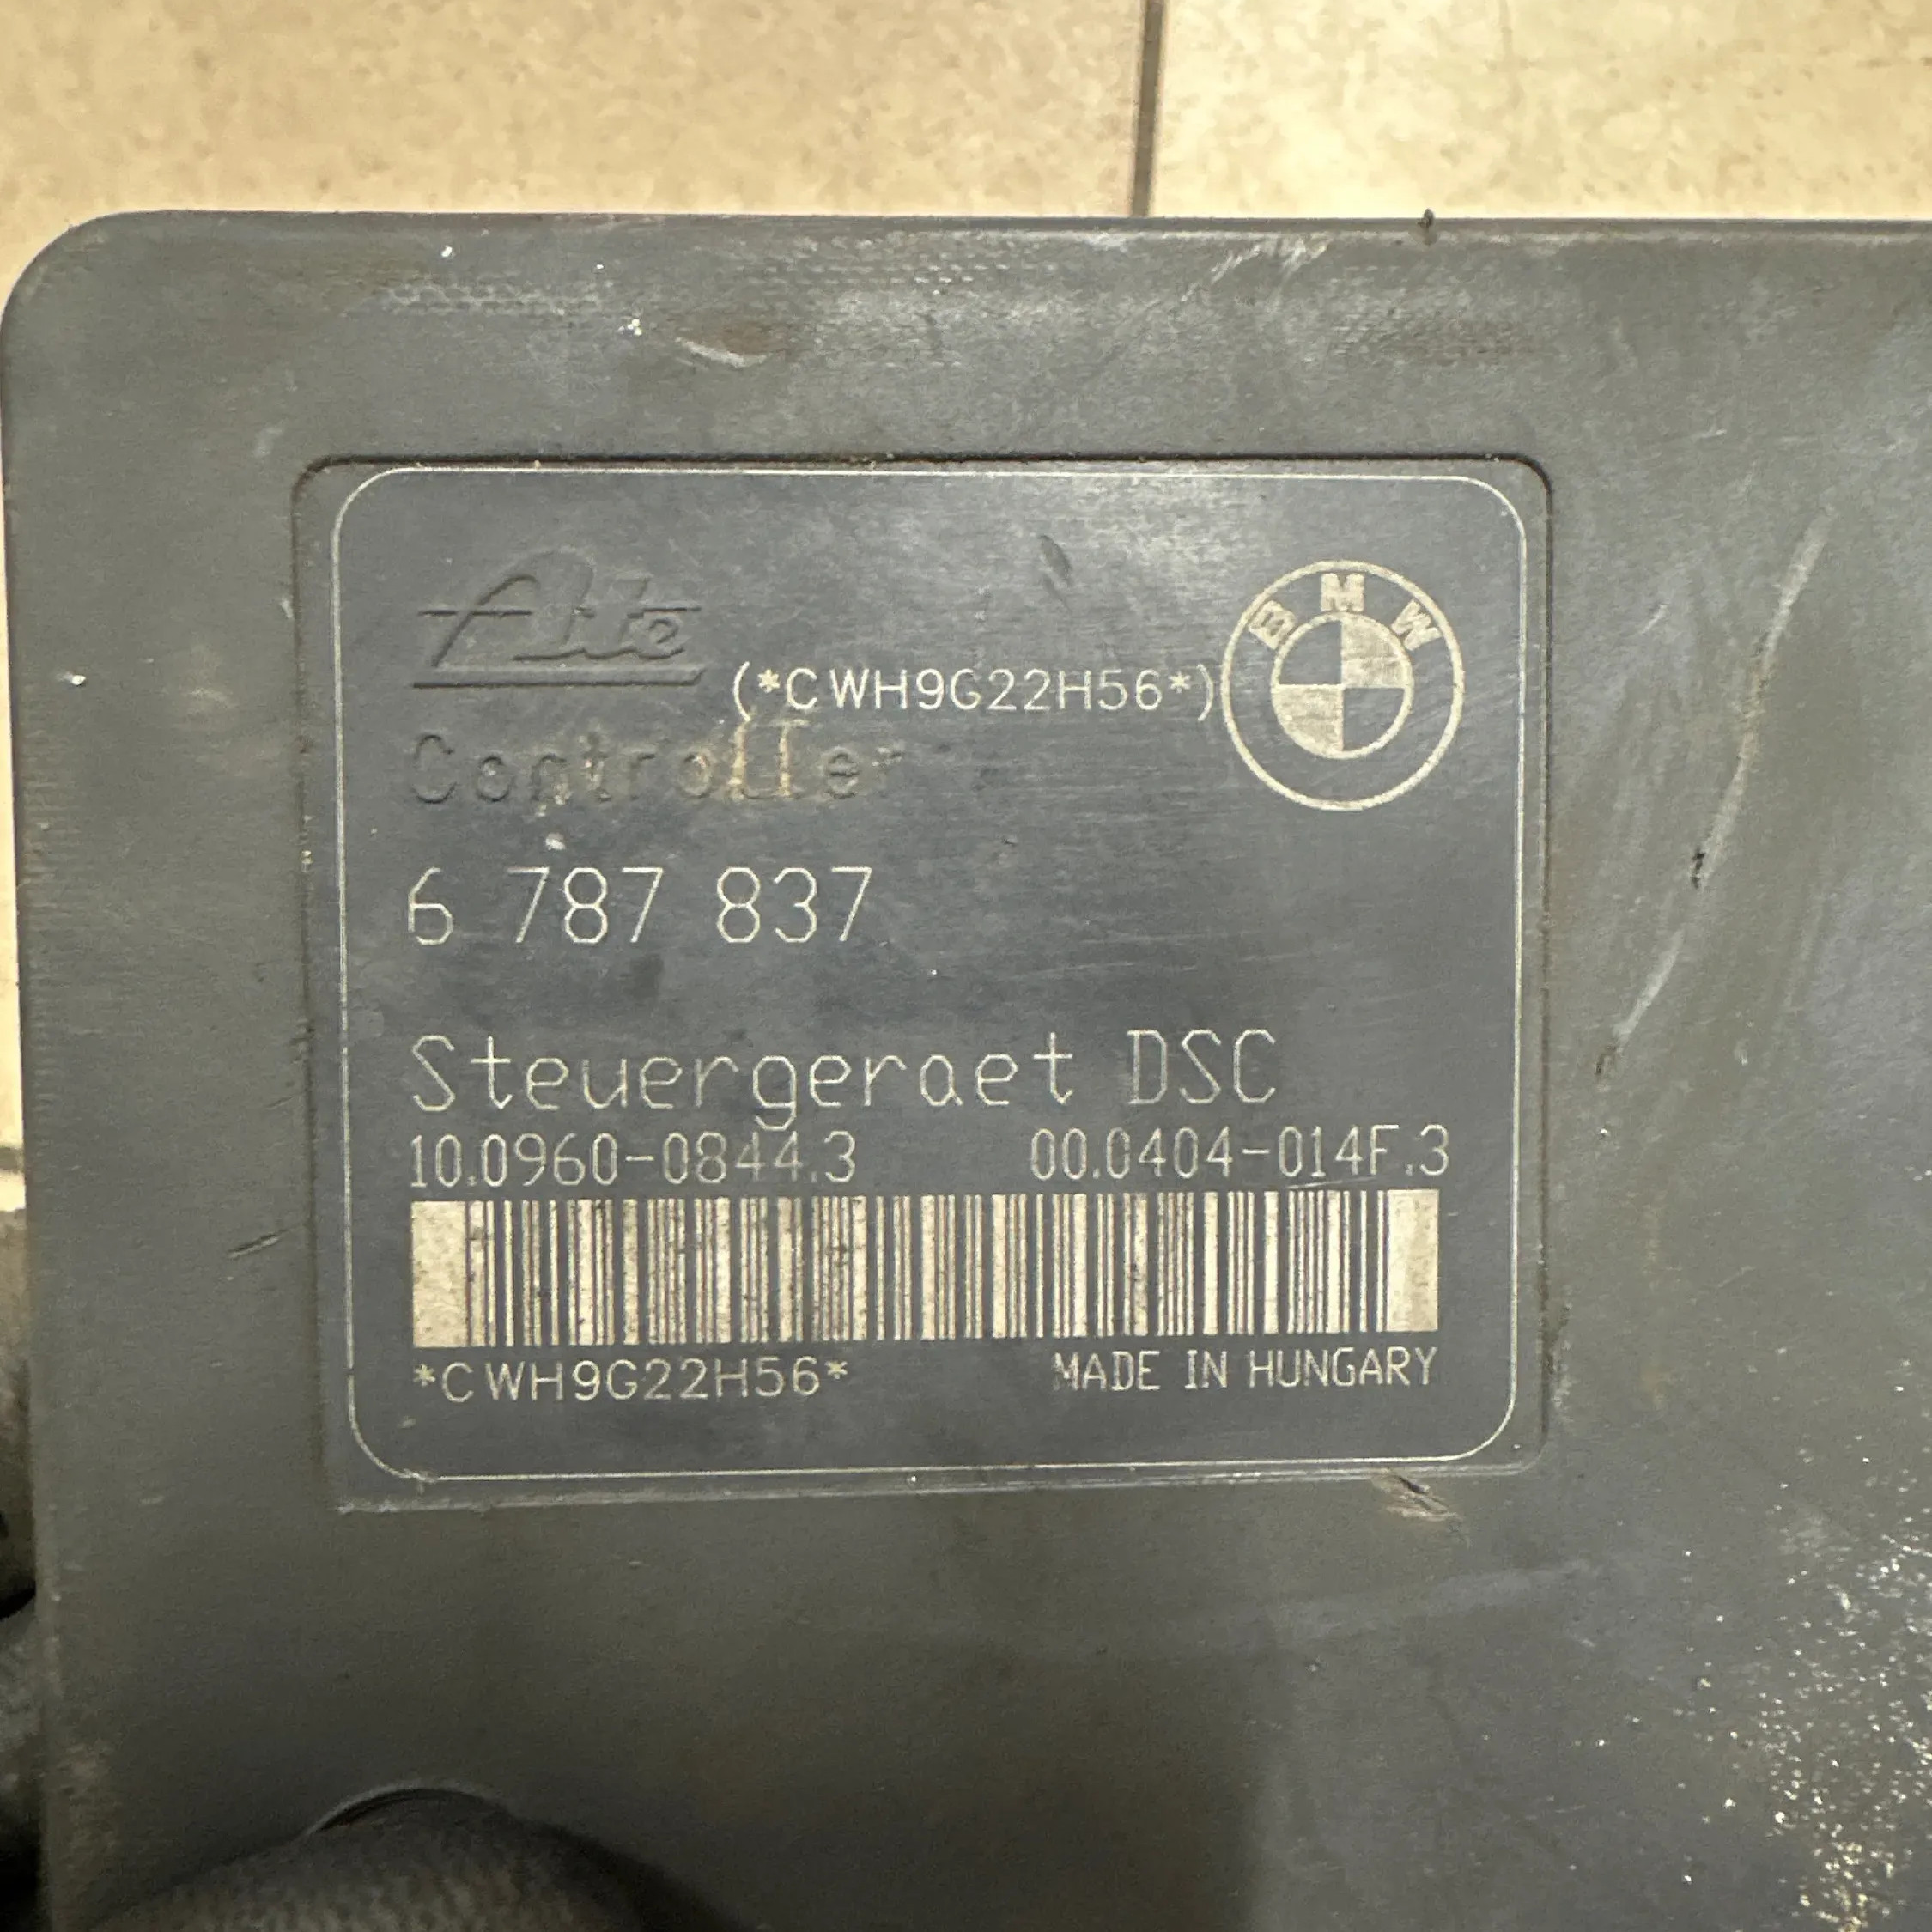 Ate
(*CWH9G22H56*)
BMW
Controller
6 787 837
Steuergeraet DSC
10.0960-0844.3 00.0404-014F.3
*CWH9G22H56* MADE IN HUNGARY